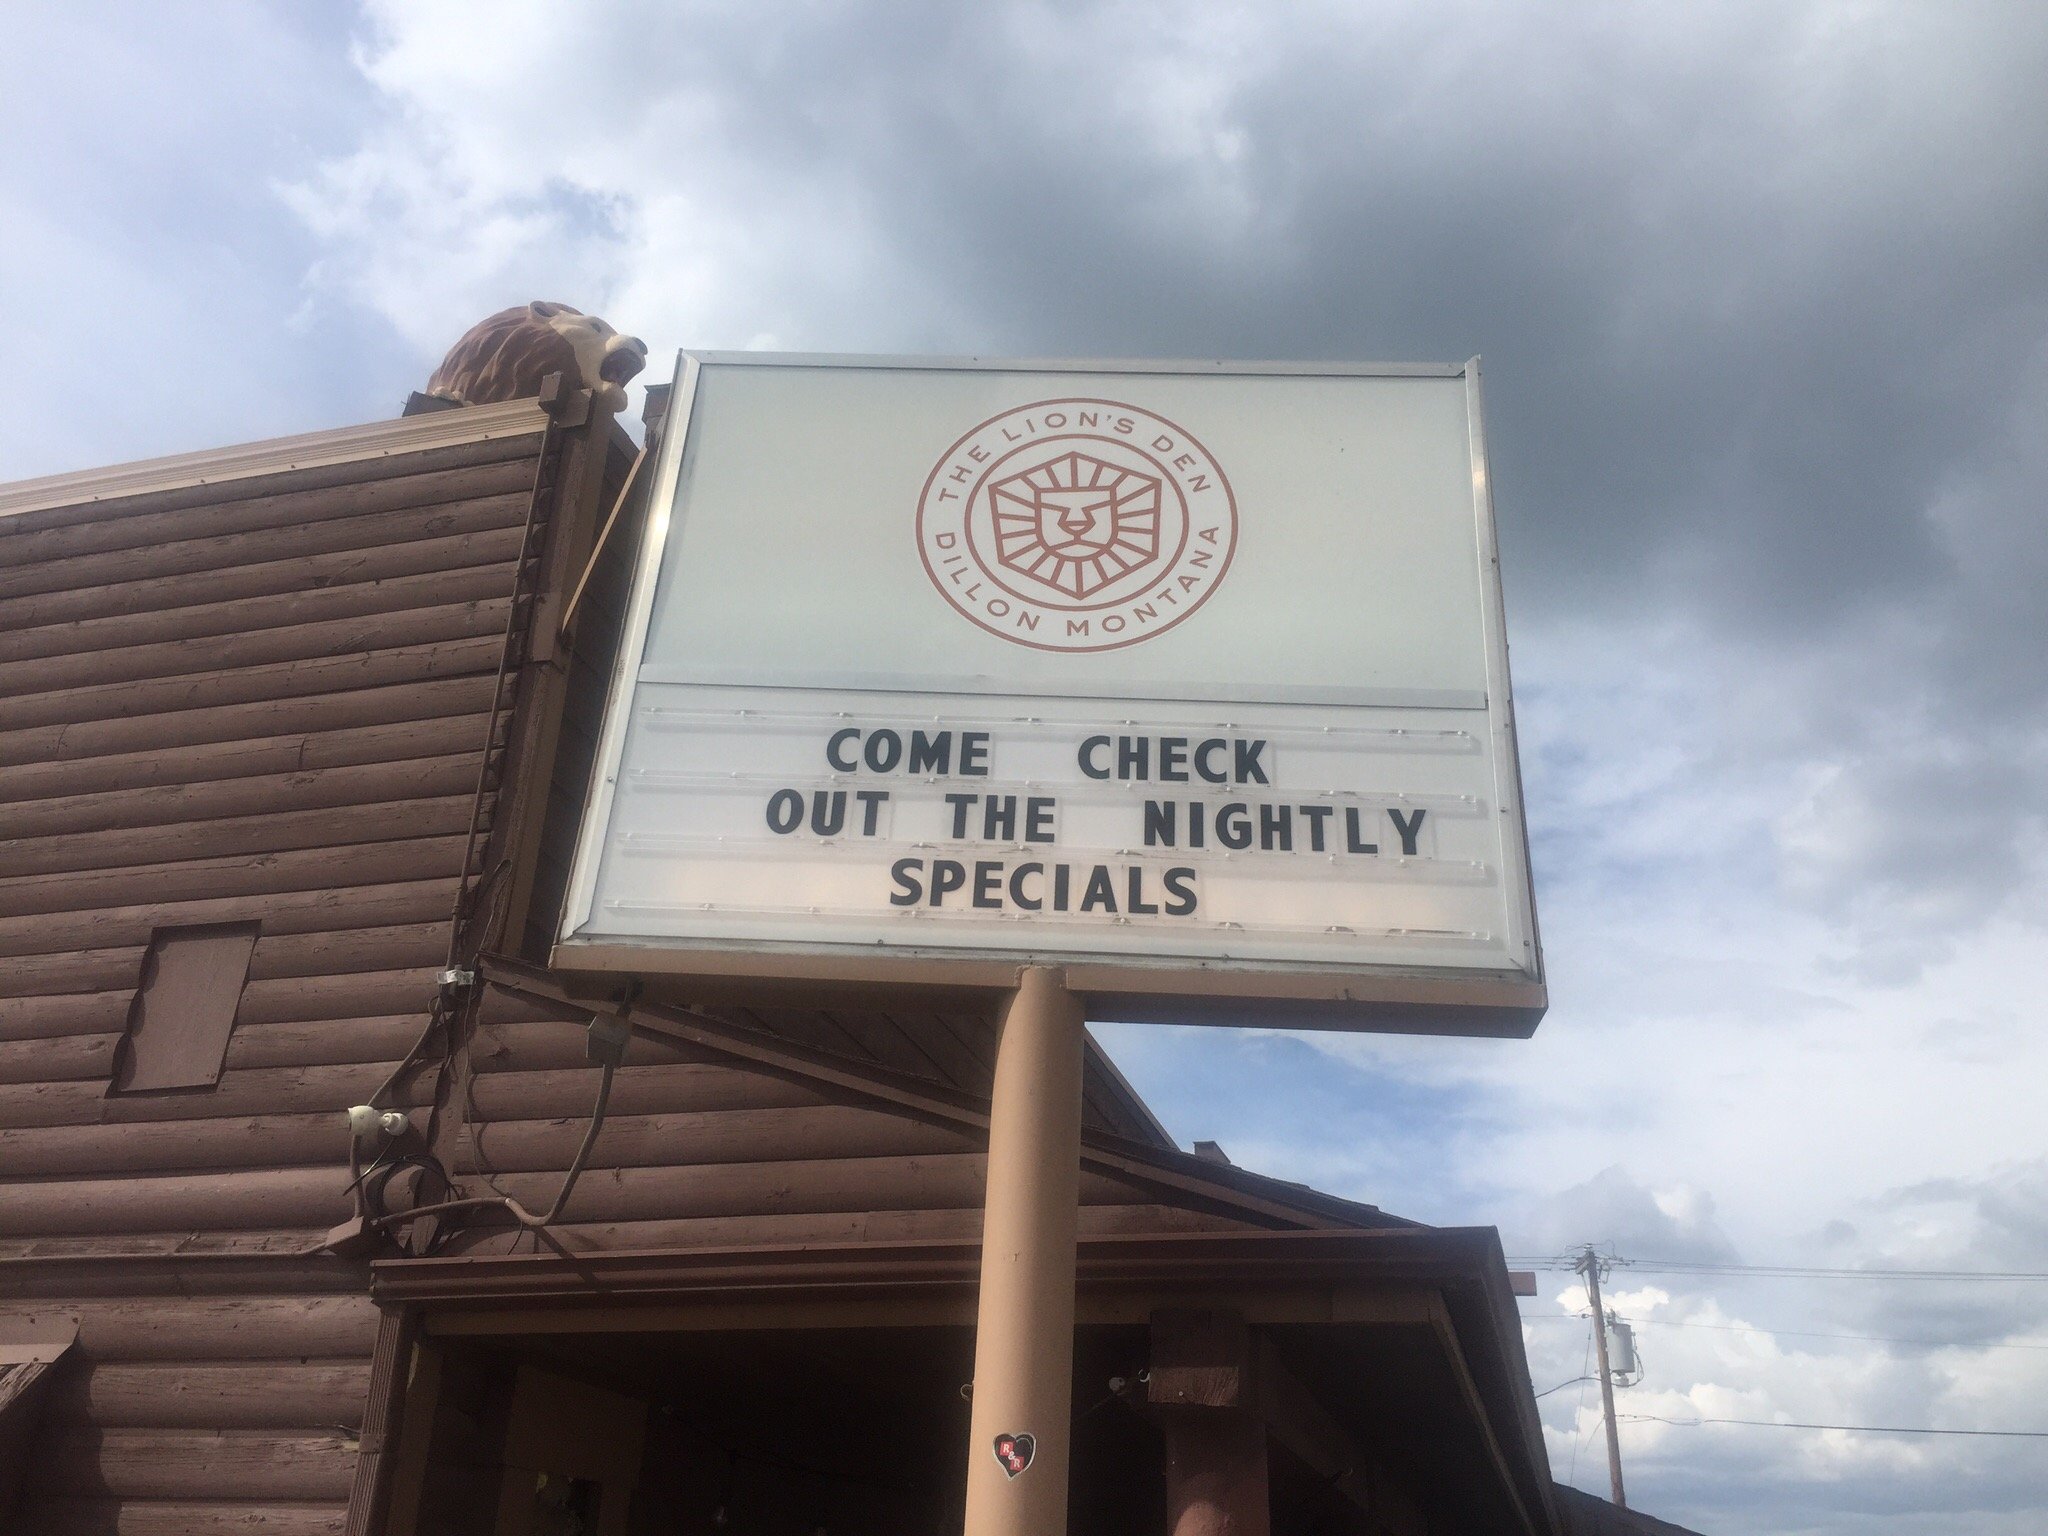 THE LION'S DEN
DILLON MONTANA
COME CHECK
OUT THE NIGHTLY
SPECIALS
R&R